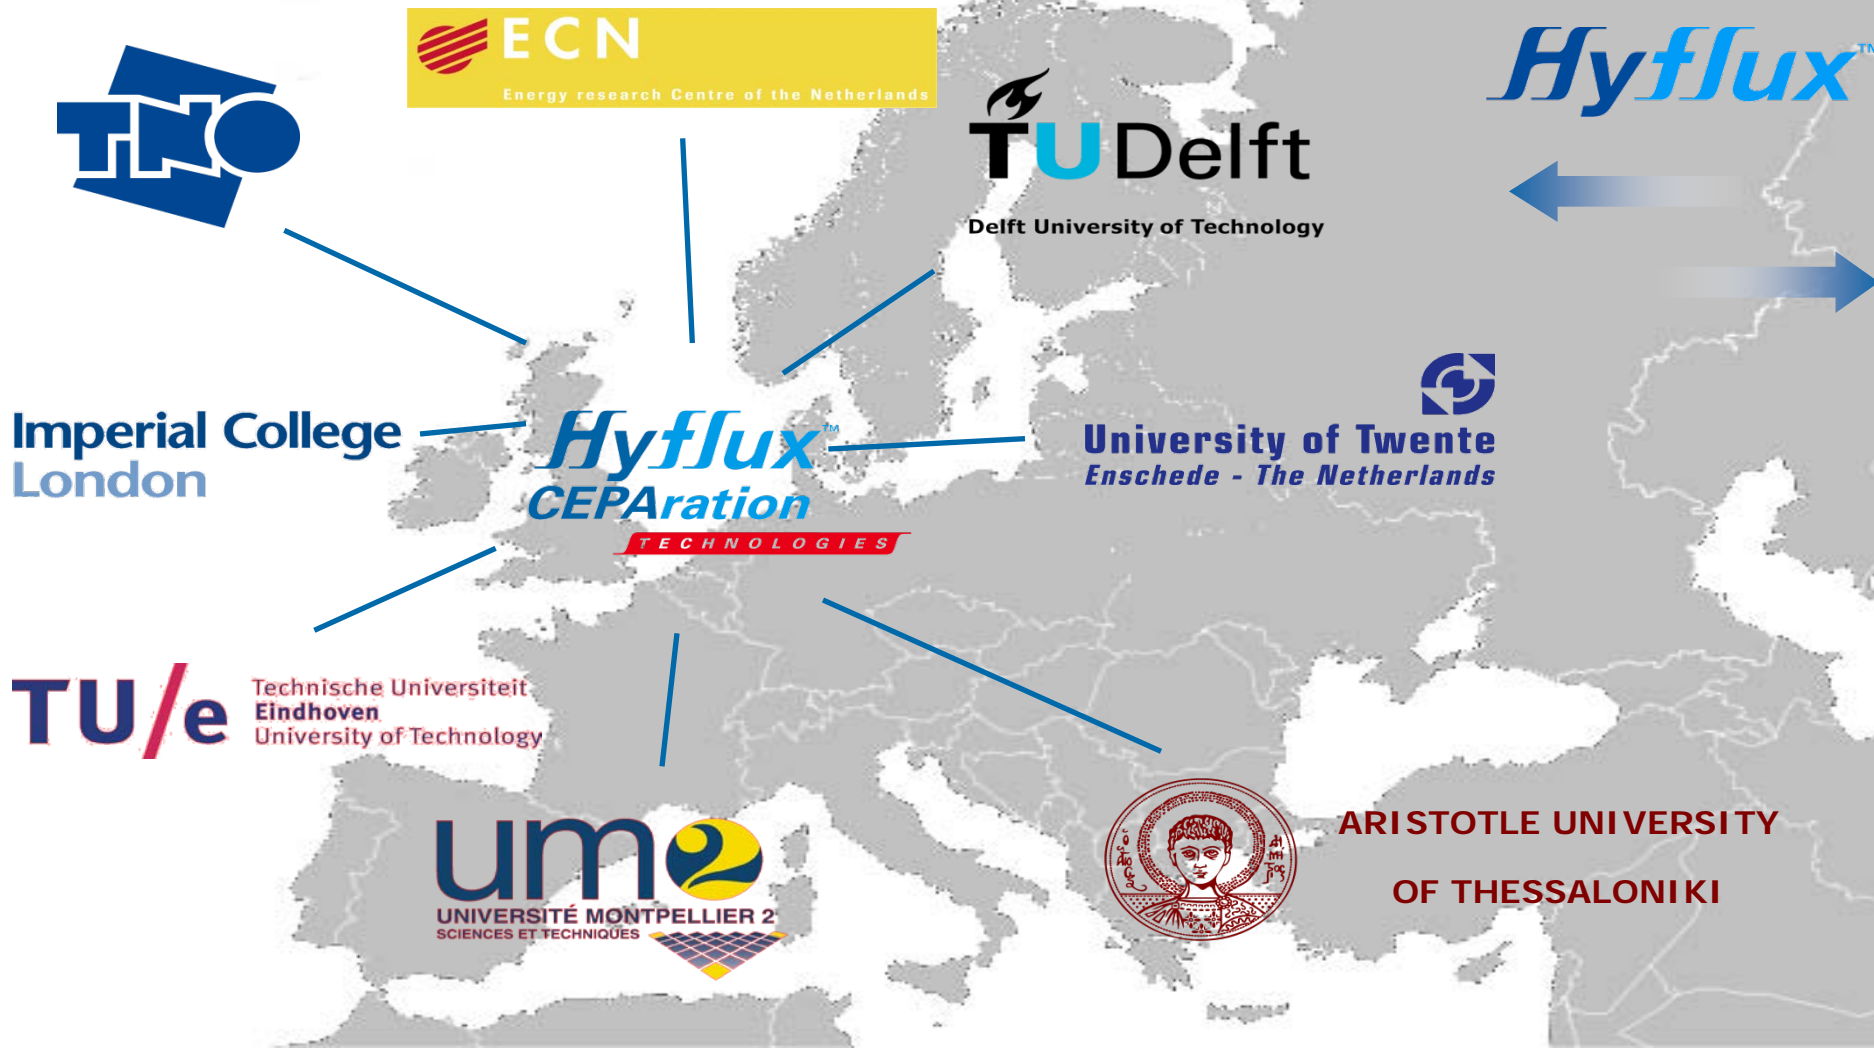 ECN
Energy research Centre of the Netherlands
TNO
TU Delft
Delft University of Technology
Hyflux™
Imperial College
London
Hyflux™
CEPAration
TECHNOLOGIES
University of Twente
Enschede - The Netherlands
TU/e
Technische Universiteit
Eindhoven
University of Technology
um2
UNIVERSITÉ MONTPELLIER 2
SCIENCES ET TECHNIQUES
ARISTOTLE UNIVERSITY
OF THESSALONIKI